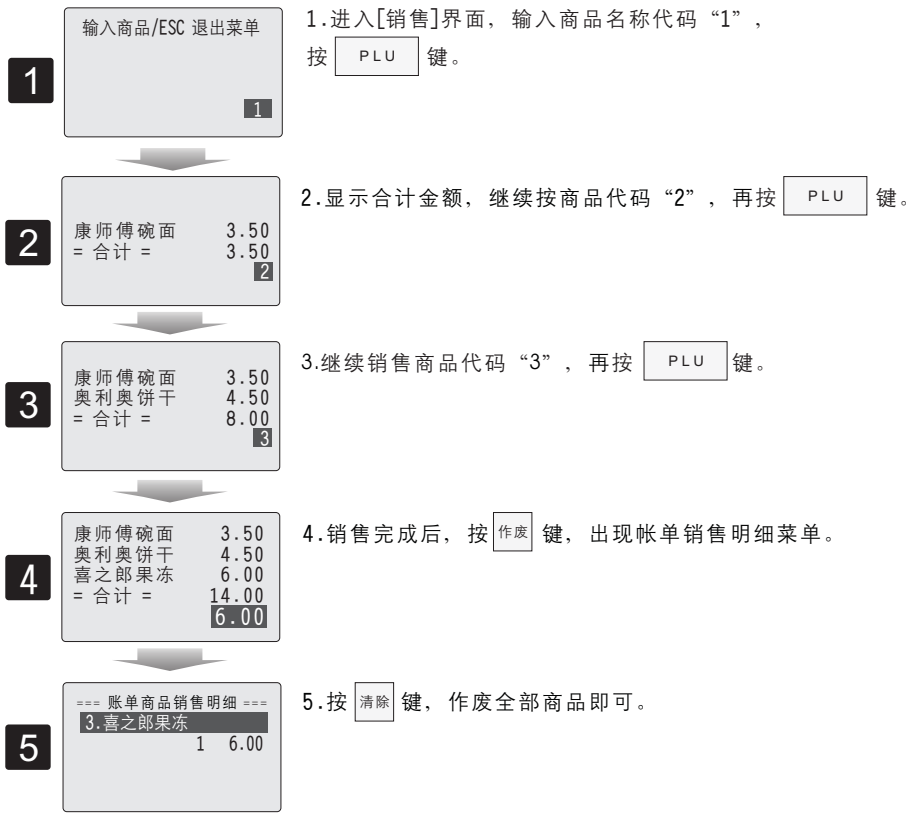 1
输入商品/ESC 退出菜单
1
1.进入[销售]界面，输入商品名称代码“1”，
按 PLU 键。
2
康师傅碗面 3.50
= 合计 = 3.50
2
2.显示合计金额，继续按商品代码“2”，再按 PLU 键。
3
康师傅碗面 3.50
奥利奥饼干 4.50
= 合计 = 8.00
3
3.继续销售商品代码“3”，再按 PLU 键。
4
康师傅碗面 3.50
奥利奥饼干 4.50
喜之郎果冻 6.00
= 合计 = 14.00
6.00
4.销售完成后，按 作废 键，出现帐单销售明细菜单。
5
=== 账单商品销售明细 ===
3.喜之郎果冻
1 6.00
5.按 清除 键，作废全部商品即可。